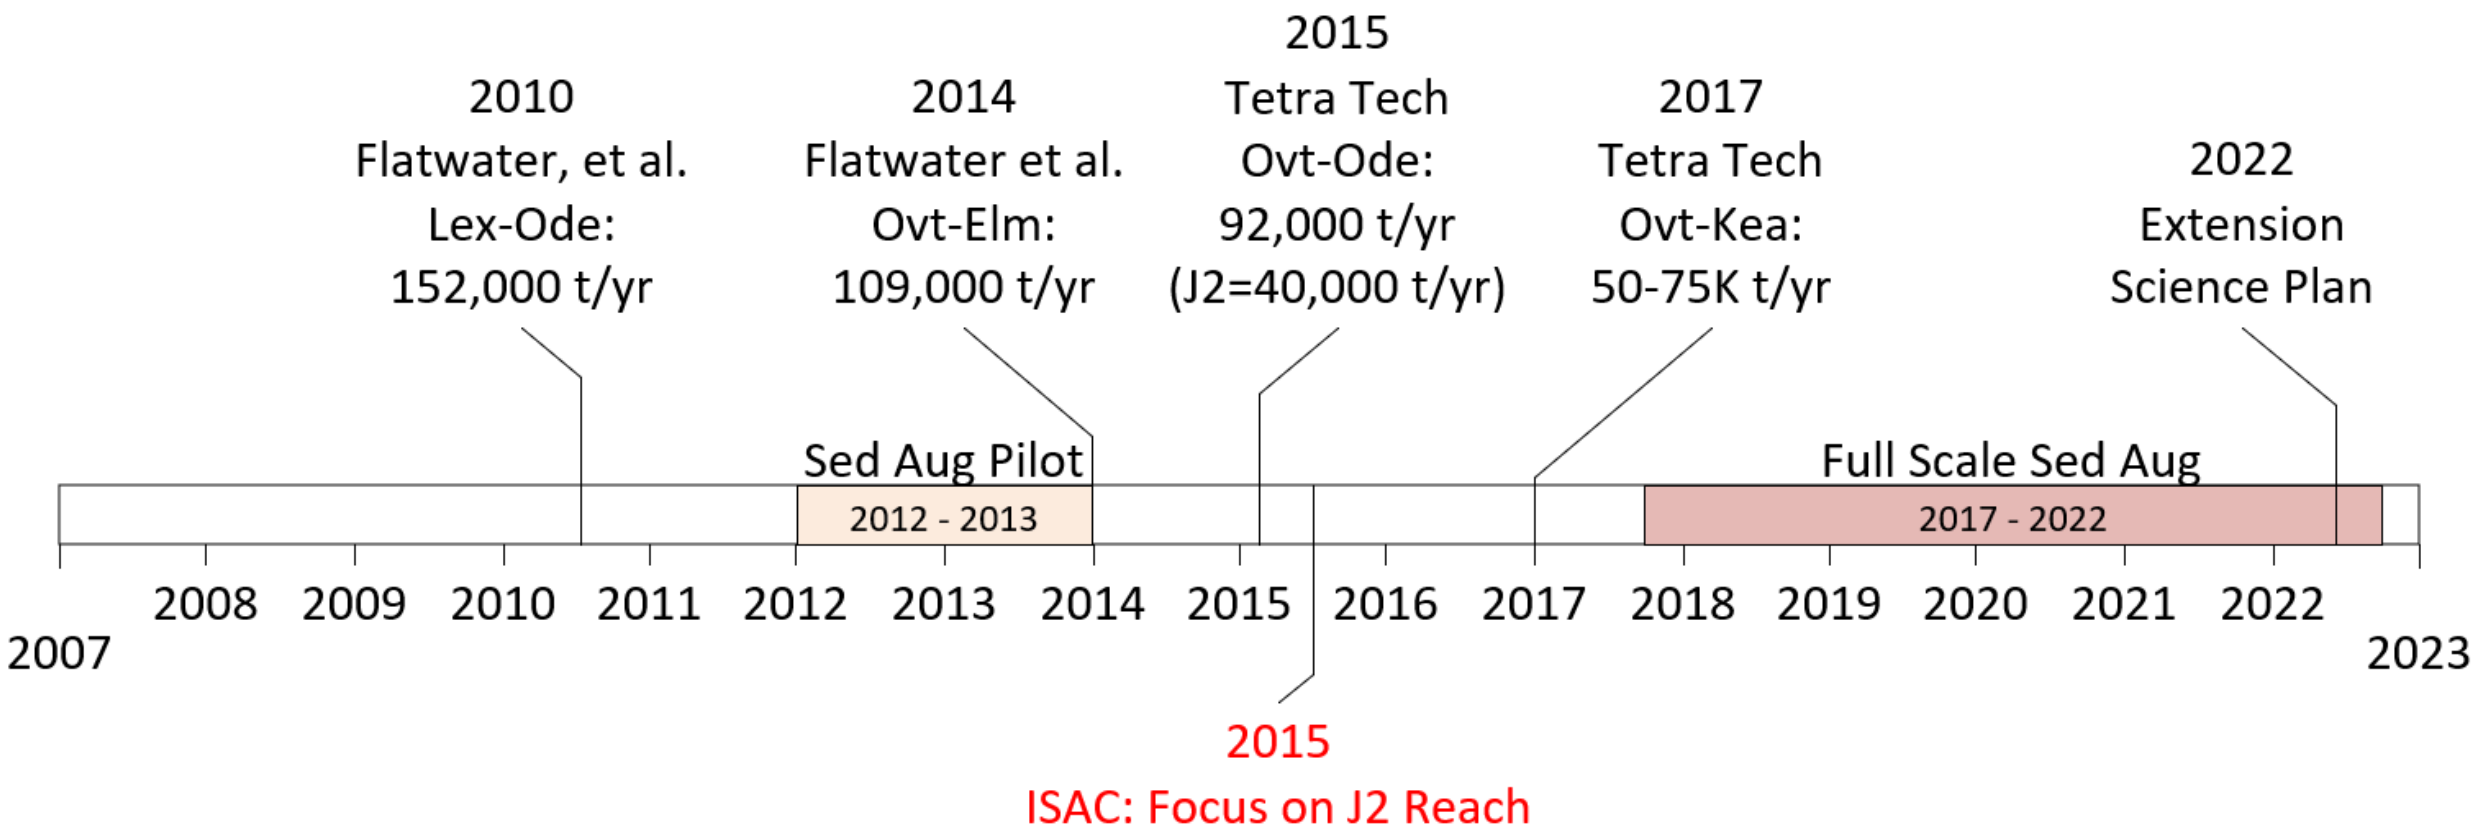 2010
Flatwater, et al.
Lex-Ode:
152,000 t/yr
2014
Flatwater et al.
Ovt-Elm:
109,000 t/yr
2015
Tetra Tech
Ovt-Ode:
92,000 t/yr
(J2=40,000 t/yr)
2017
Tetra Tech
Ovt-Kea:
50-75K t/yr
2022
Extension
Science Plan
Sed Aug Pilot
2012 - 2013
Full Scale Sed Aug
2017 - 2022
2007
2008
2009
2010
2011
2012
2013
2014
2015
2016
2017
2018
2019
2020
2021
2022
2023
2015
ISAC: Focus on J2 Reach